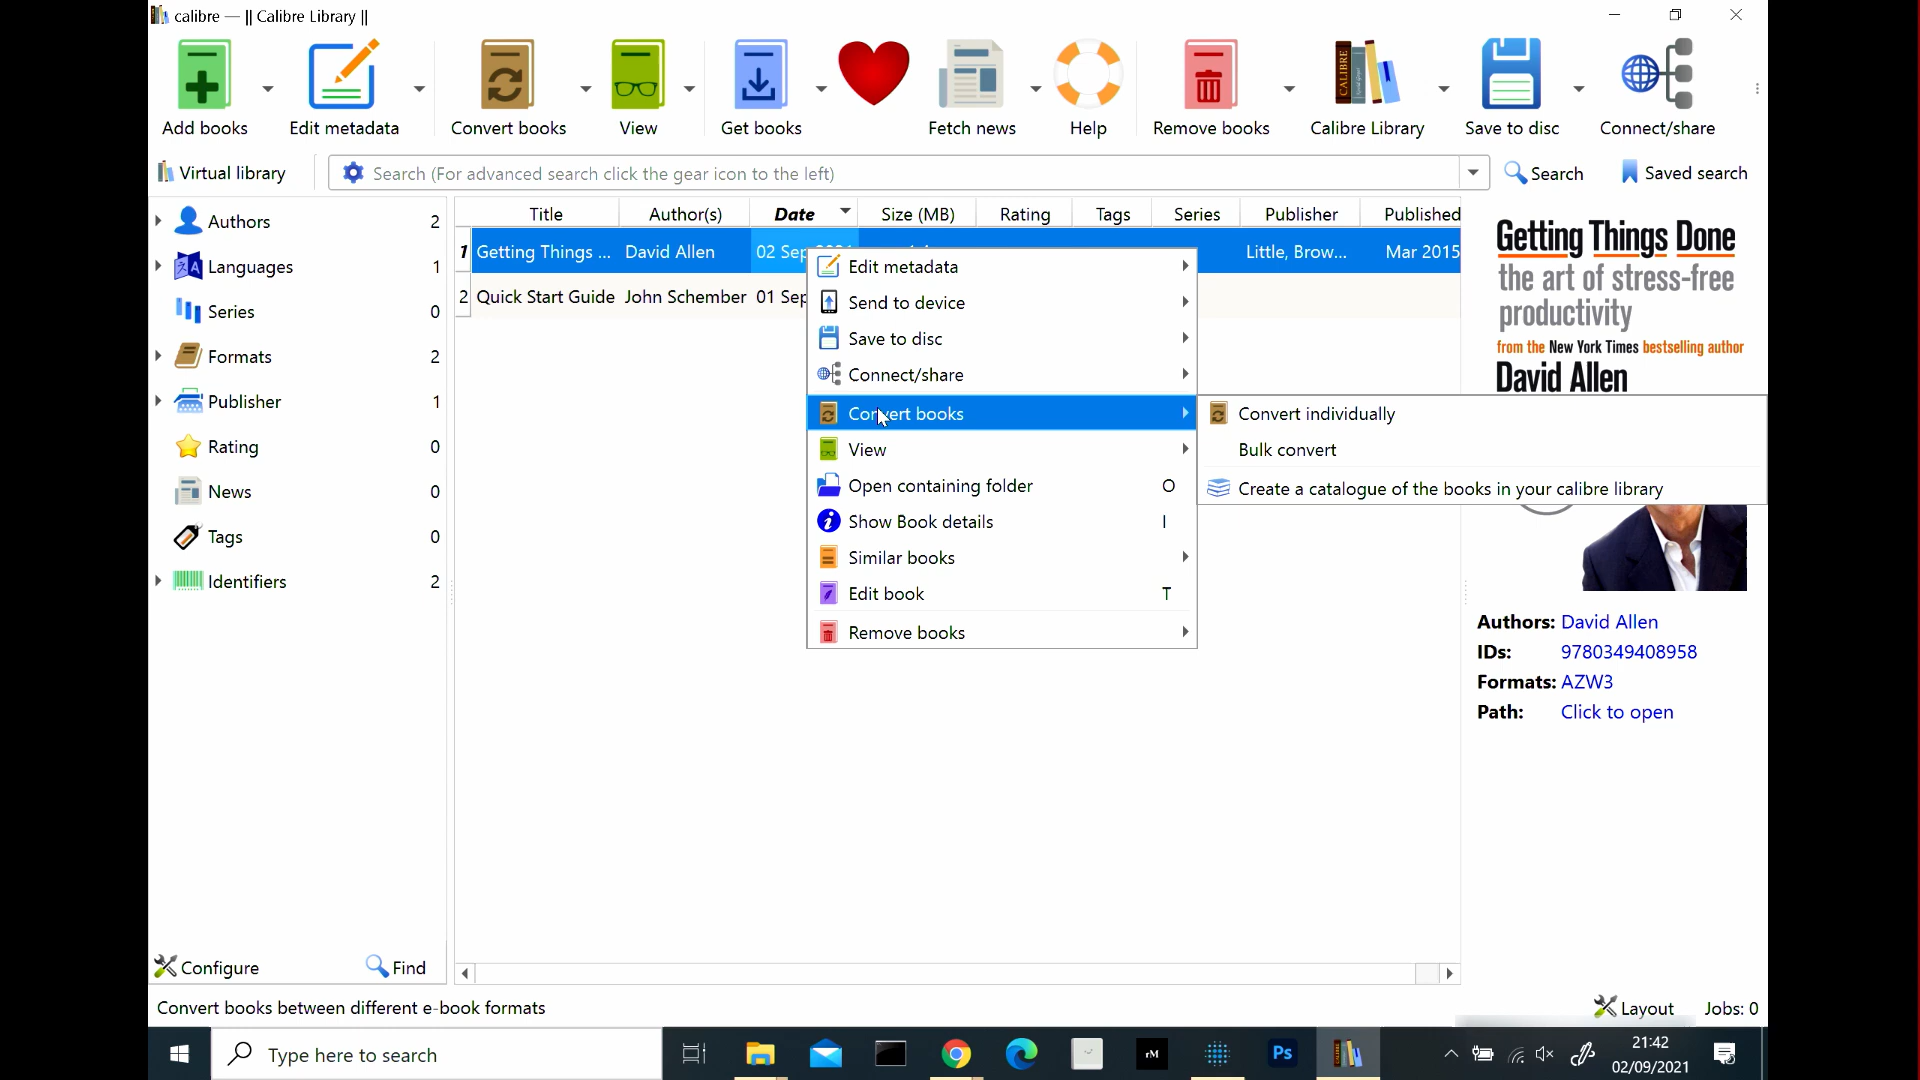 calibre — || Calibre Library ||
Add books
Edit metadata
Convert books
View
Get books
Fetch news
Help
Remove books
CALIBRE
Calibre Library
Save to disc
Connect/share
Virtual library
Search (For advanced search click the gear icon to the left)
Search
Saved search
Authors 2
Languages 1
Series 0
Formats 2
Publisher 1
Rating 0
News 0
Tags 0
Identifiers 2
Configure
Find
Title Author(s) Date Size (MB) Rating Tags Series Publisher Published
1 Getting Things ... David Allen 02 Sep Little, Brow... Mar 2015
2 Quick Start Guide John Schember 01 Sep
Edit metadata
Send to device
Save to disc
Connect/share
Convert books
View
Open containing folder O
Show Book details I
Similar books
Edit book T
Remove books
Convert individually
Bulk convert
Create a catalogue of the books in your calibre library
Getting Things Done
the art of stress-free
productivity
from the New York Times bestselling author
David Allen
Authors: David Allen
IDs: 9780349408958
Formats: AZW3
Path: Click to open
Convert books between different e-book formats
Layout
Jobs: 0
Type here to search
rM
Ps
21:42
02/09/2021